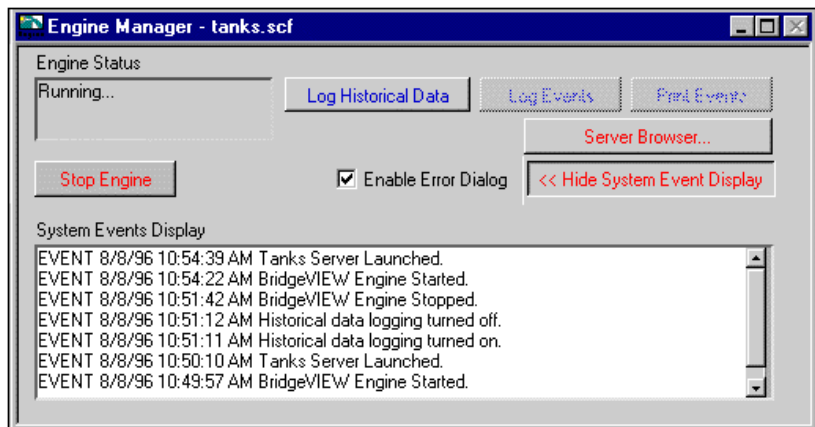 Engine Manager - tanks.scf
Engine Status
Running...
Log Historical Data
Log Events
Print Events
Server Browser...
Stop Engine
Enable Error Dialog
<< Hide System Event Display
System Events Display
EVENT 8/8/96 10:54:39 AM Tanks Server Launched.
EVENT 8/8/96 10:54:22 AM BridgeVIEW Engine Started.
EVENT 8/8/96 10:51:42 AM BridgeVIEW Engine Stopped.
EVENT 8/8/96 10:51:12 AM Historical data logging turned off.
EVENT 8/8/96 10:51:11 AM Historical data logging turned on.
EVENT 8/8/96 10:50:10 AM Tanks Server Launched.
EVENT 8/8/96 10:49:57 AM BridgeVIEW Engine Started.